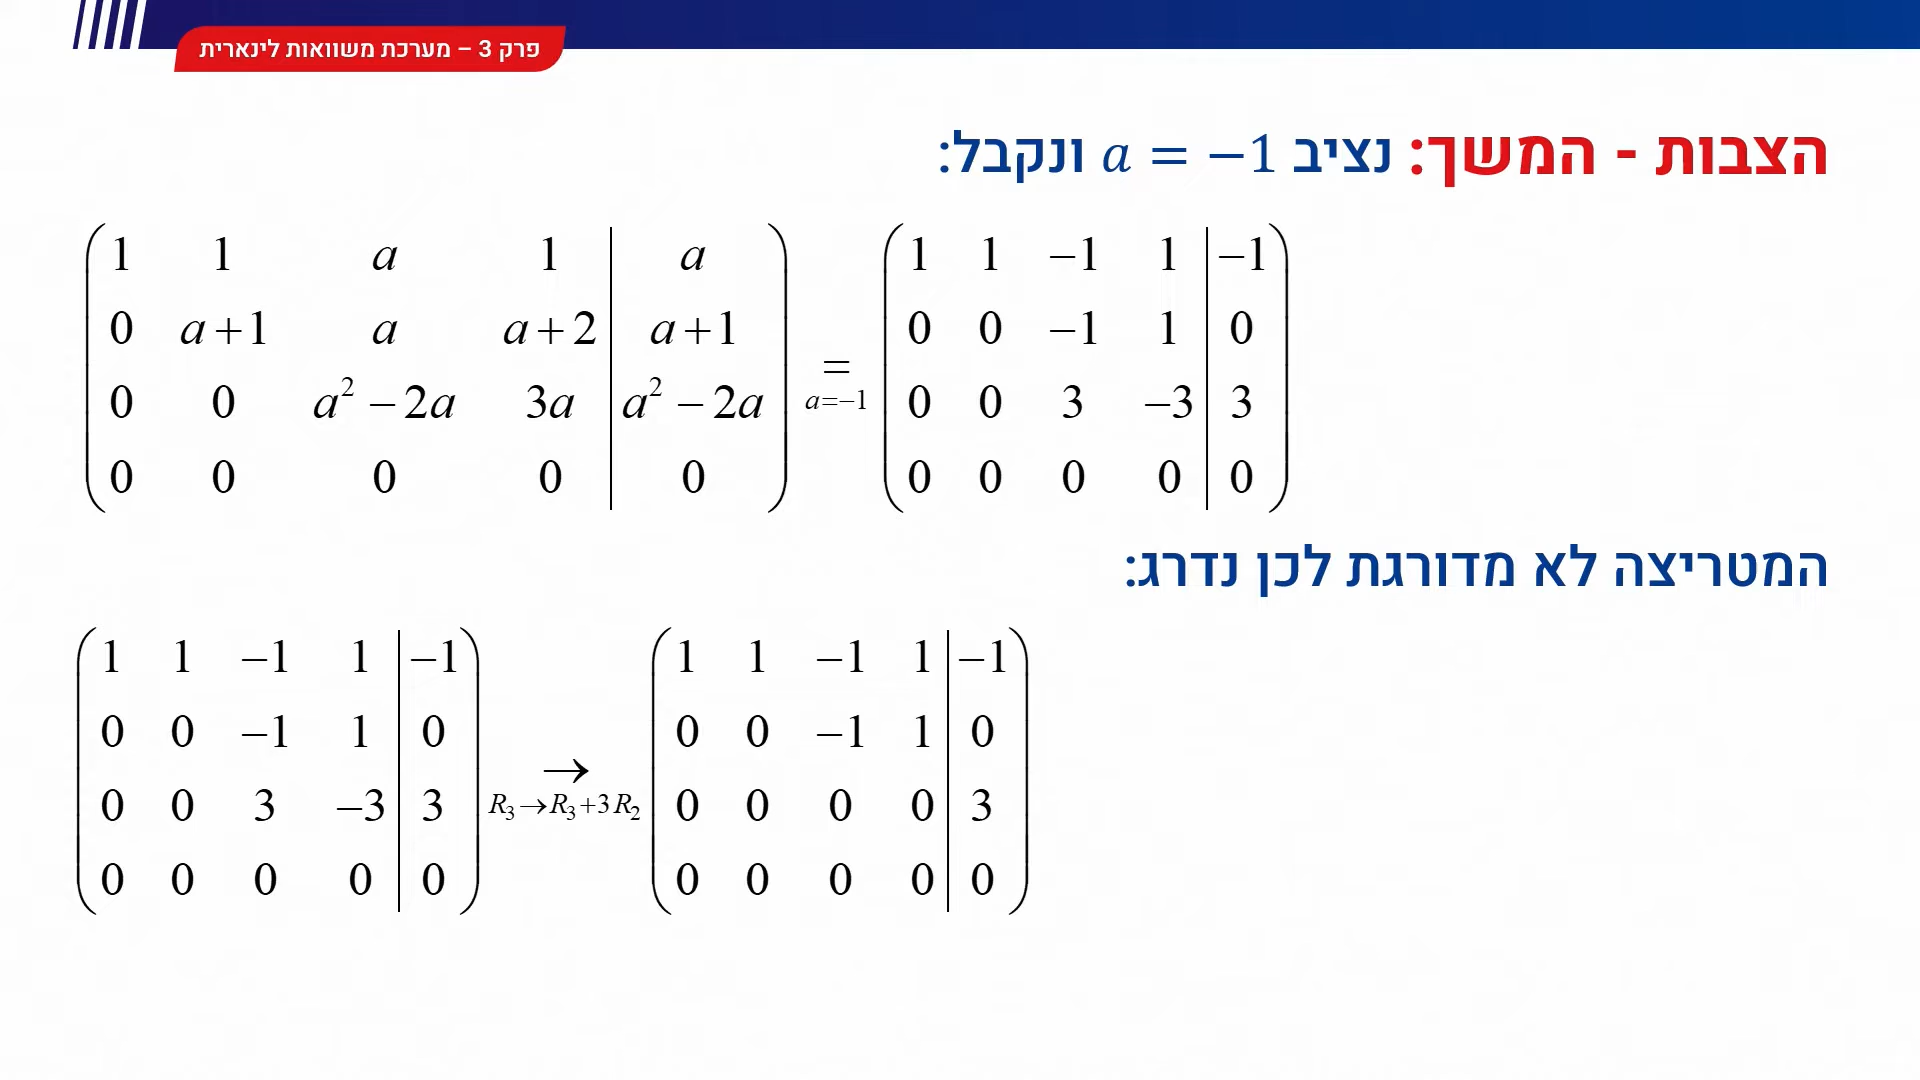 פרק 3 – מערכת משוואות לינארית
הצבות - המשך: נציב a = −1 ונקבל:
1 1 a 1 | a
0 a+1 a a+2 | a+1
0 0 a² − 2a 3a | a² − 2a
0 0 0 0 | 0
=
a=−1
1 1 −1 1 | −1
0 0 −1 1 | 0
0 0 3 −3 | 3
0 0 0 0 | 0
המטריצה לא מדורגת לכן נדרג:
1 1 −1 1 | −1
0 0 −1 1 | 0
0 0 3 −3 | 3
0 0 0 0 | 0
→
R₃→R₃+3R₂
1 1 −1 1 | −1
0 0 −1 1 | 0
0 0 0 0 | 3
0 0 0 0 | 0